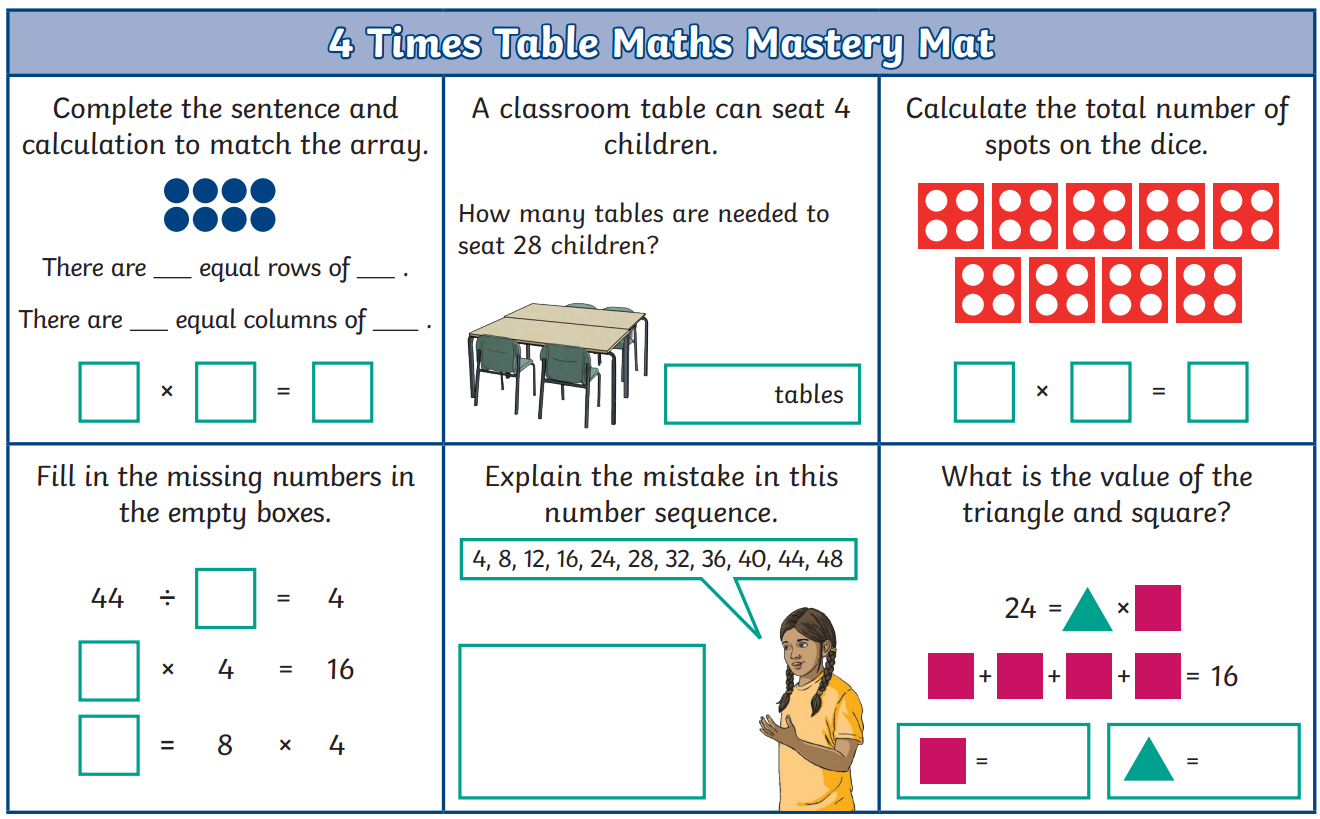 4 Times Table Maths Mastery Mat
Complete the sentence and
calculation to match the array.
There are ___ equal rows of ___ .
There are ___ equal columns of ___ .
× =
A classroom table can seat 4
children.
How many tables are needed to
seat 28 children?
tables
Calculate the total number of
spots on the dice.
× =
Fill in the missing numbers in
the empty boxes.
44 ÷ = 4
× 4 = 16
= 8 × 4
Explain the mistake in this
number sequence.
4, 8, 12, 16, 24, 28, 32, 36, 40, 44, 48
What is the value of the
triangle and square?
24 = ×
+ + + = 16
=
=